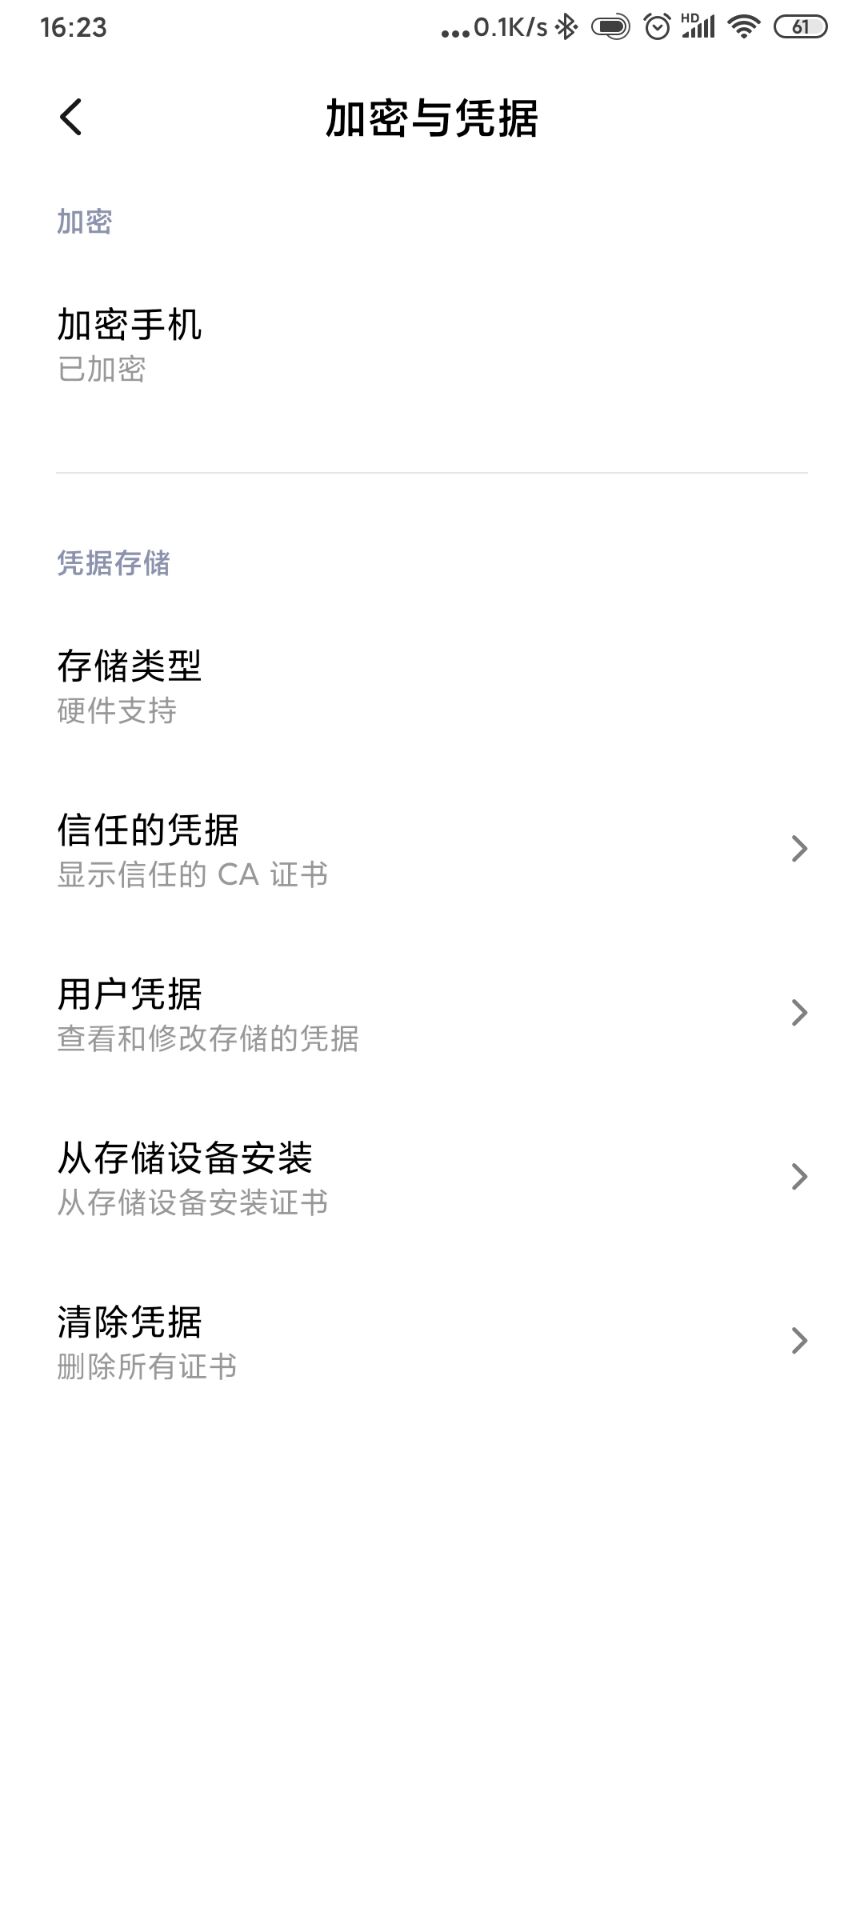 16:23
...0.1K/s HD 61
加密与凭据
加密
加密手机
已加密
凭据存储
存储类型
硬件支持
信任的凭据
显示信任的 CA 证书
用户凭据
查看和修改存储的凭据
从存储设备安装
从存储设备安装证书
清除凭据
删除所有证书